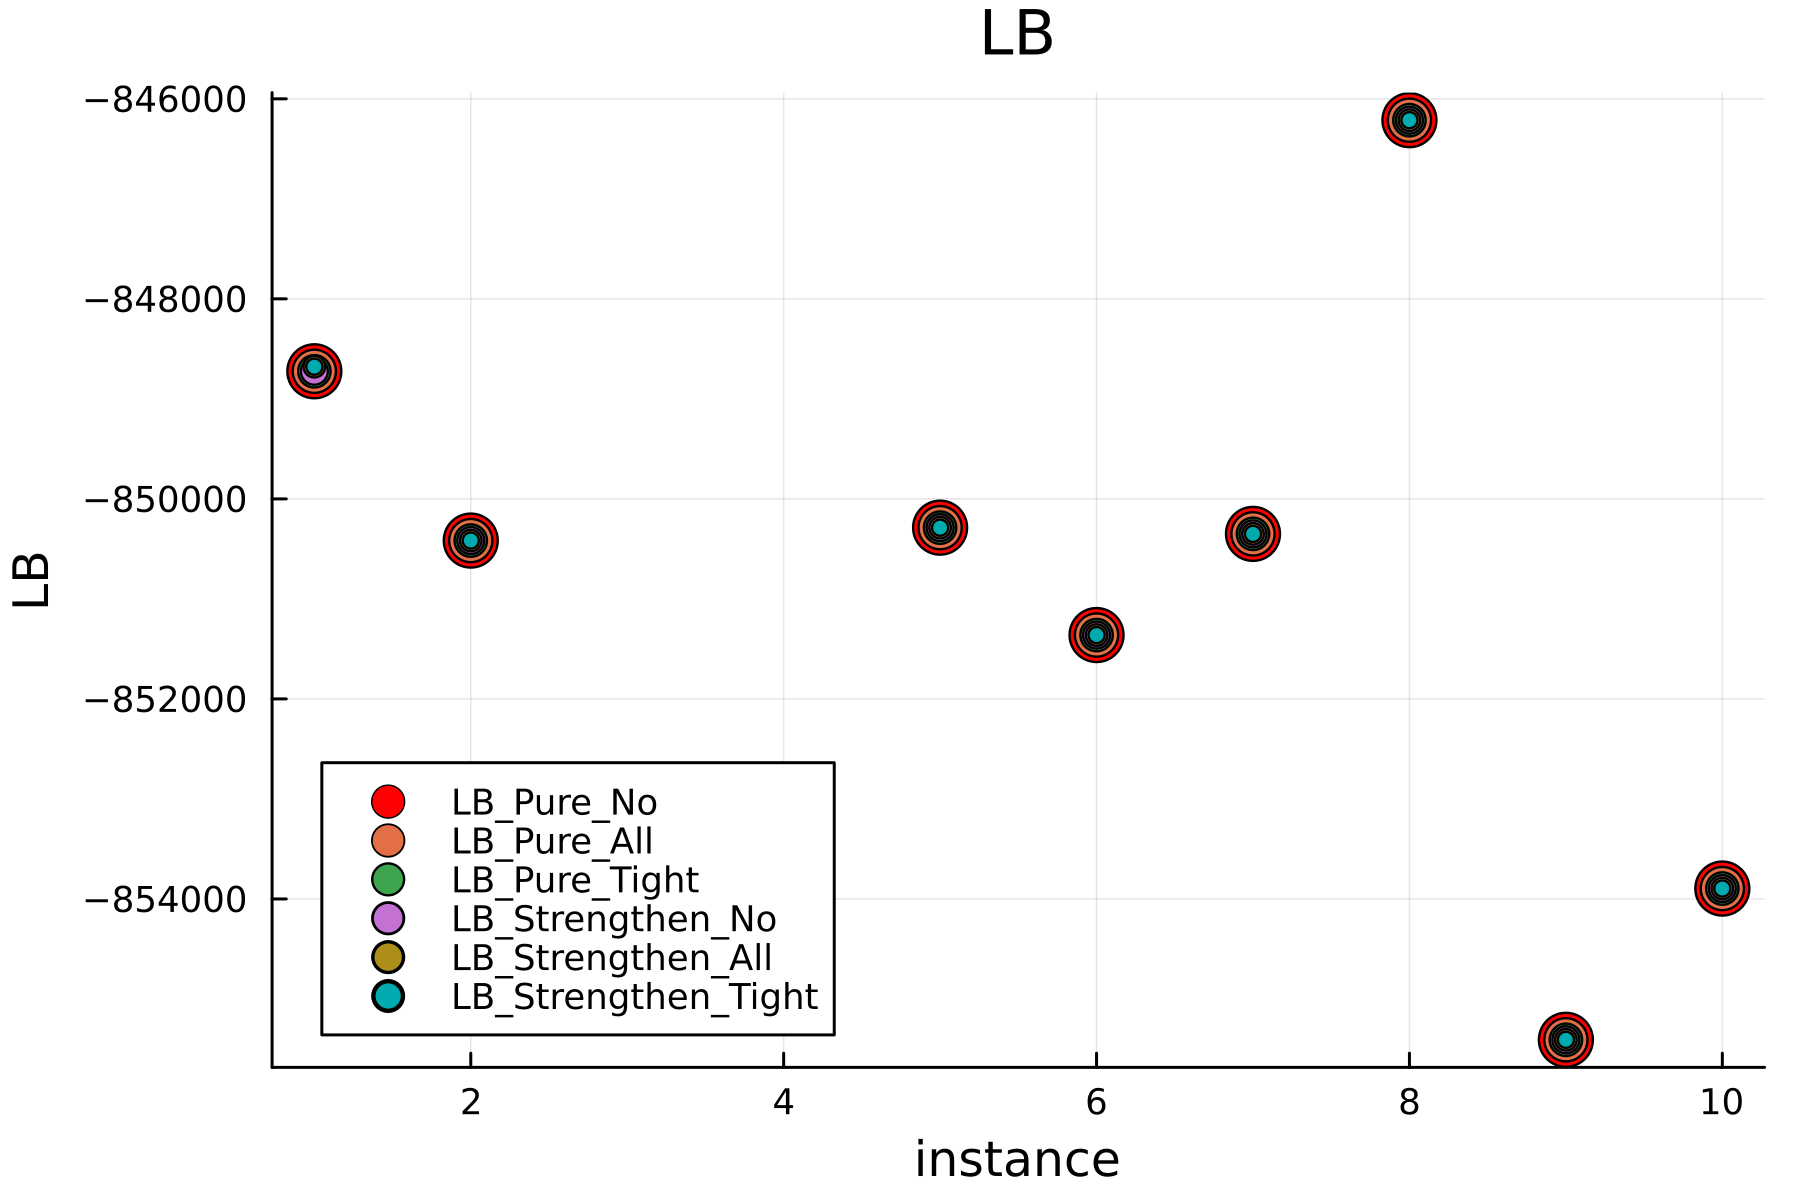 LB
−846000
−848000
−850000
−852000
−854000
LB
LB_Pure_No
LB_Pure_All
LB_Pure_Tight
LB_Strengthen_No
LB_Strengthen_All
LB_Strengthen_Tight
2 4 6 8 10
instance